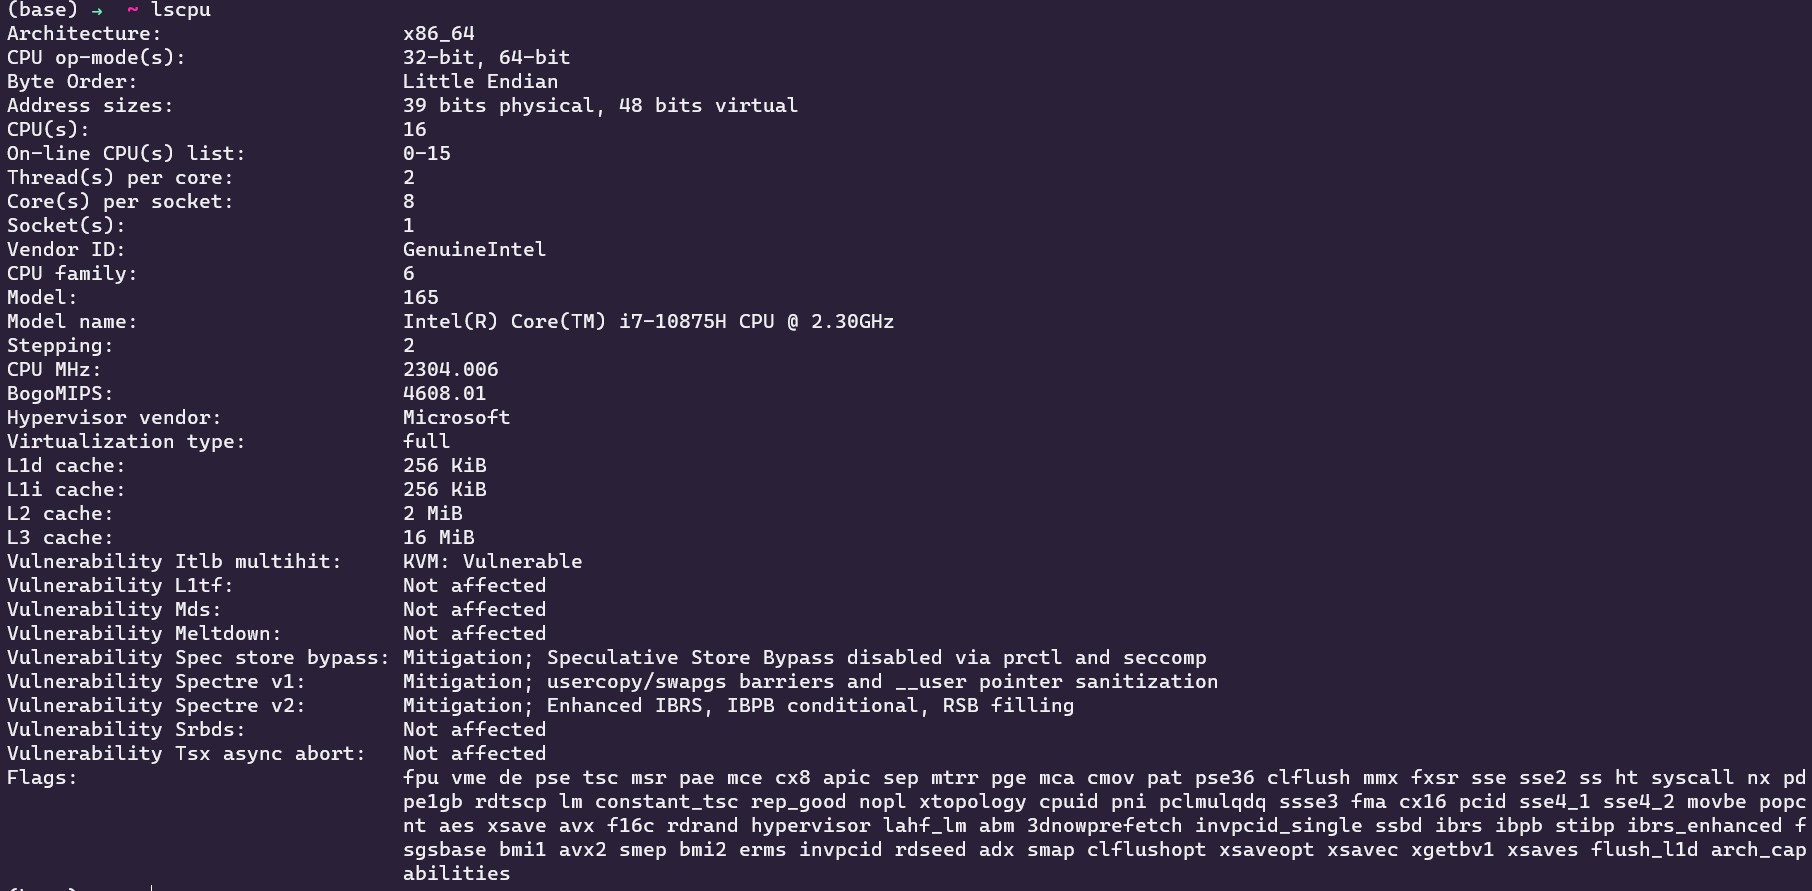 (base) → ~ lscpu
Architecture: x86_64
CPU op-mode(s): 32-bit, 64-bit
Byte Order: Little Endian
Address sizes: 39 bits physical, 48 bits virtual
CPU(s): 16
On-line CPU(s) list: 0-15
Thread(s) per core: 2
Core(s) per socket: 8
Socket(s): 1
Vendor ID: GenuineIntel
CPU family: 6
Model: 165
Model name: Intel(R) Core(TM) i7-10875H CPU @ 2.30GHz
Stepping: 2
CPU MHz: 2304.006
BogoMIPS: 4608.01
Hypervisor vendor: Microsoft
Virtualization type: full
L1d cache: 256 KiB
L1i cache: 256 KiB
L2 cache: 2 MiB
L3 cache: 16 MiB
Vulnerability Itlb multihit: KVM: Vulnerable
Vulnerability L1tf: Not affected
Vulnerability Mds: Not affected
Vulnerability Meltdown: Not affected
Vulnerability Spec store bypass: Mitigation; Speculative Store Bypass disabled via prctl and seccomp
Vulnerability Spectre v1: Mitigation; usercopy/swapgs barriers and __user pointer sanitization
Vulnerability Spectre v2: Mitigation; Enhanced IBRS, IBPB conditional, RSB filling
Vulnerability Srbds: Not affected
Vulnerability Tsx async abort: Not affected
Flags: fpu vme de pse tsc msr pae mce cx8 apic sep mtrr pge mca cmov pat pse36 clflush mmx fxsr sse sse2 ss ht syscall nx pd
pe1gb rdtscp lm constant_tsc rep_good nopl xtopology cpuid pni pclmulqdq ssse3 fma cx16 pcid sse4_1 sse4_2 movbe popc
nt aes xsave avx f16c rdrand hypervisor lahf_lm abm 3dnowprefetch invpcid_single ssbd ibrs ibpb stibp ibrs_enhanced f
sgsbase bmi1 avx2 smep bmi2 erms invpcid rdseed adx smap clflushopt xsaveopt xsavec xgetbv1 xsaves flush_l1d arch_cap
abilities